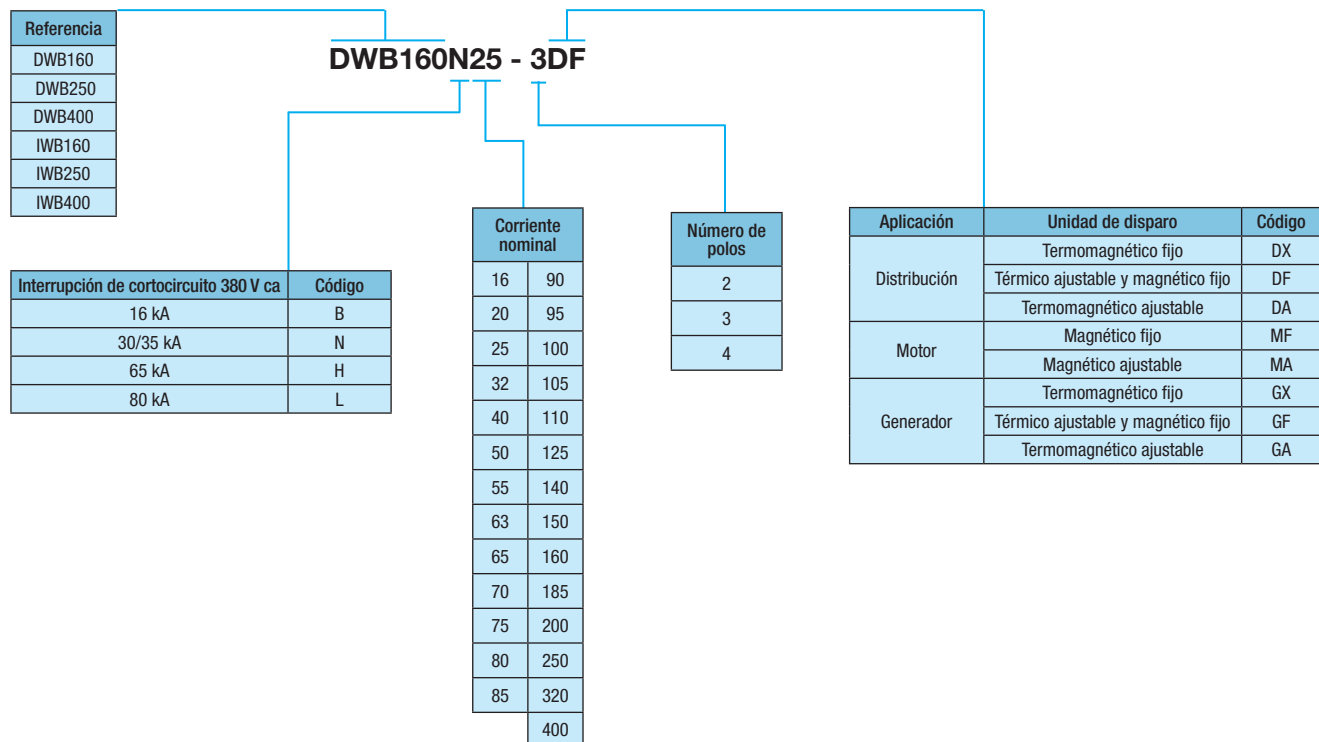 DWB160N25 - 3DF
Referencia
DWB160
DWB250
DWB400
IWB160
IWB250
IWB400
Interrupción de cortocircuito 380 V ca Código
16 kA B
30/35 kA N
65 kA H
80 kA L
Corriente
nominal
16 90
20 95
25 100
32 105
40 110
50 125
55 140
63 150
65 160
70 185
75 200
80 250
85 320
400
Número de
polos
2
3
4
Aplicación Unidad de disparo Código
Distribución
Termomagnético fijo DX
Térmico ajustable y magnético fijo DF
Termomagnético ajustable DA
Motor
Magnético fijo MF
Magnético ajustable MA
Generador
Termomagnético fijo GX
Térmico ajustable y magnético fijo GF
Termomagnético ajustable GA